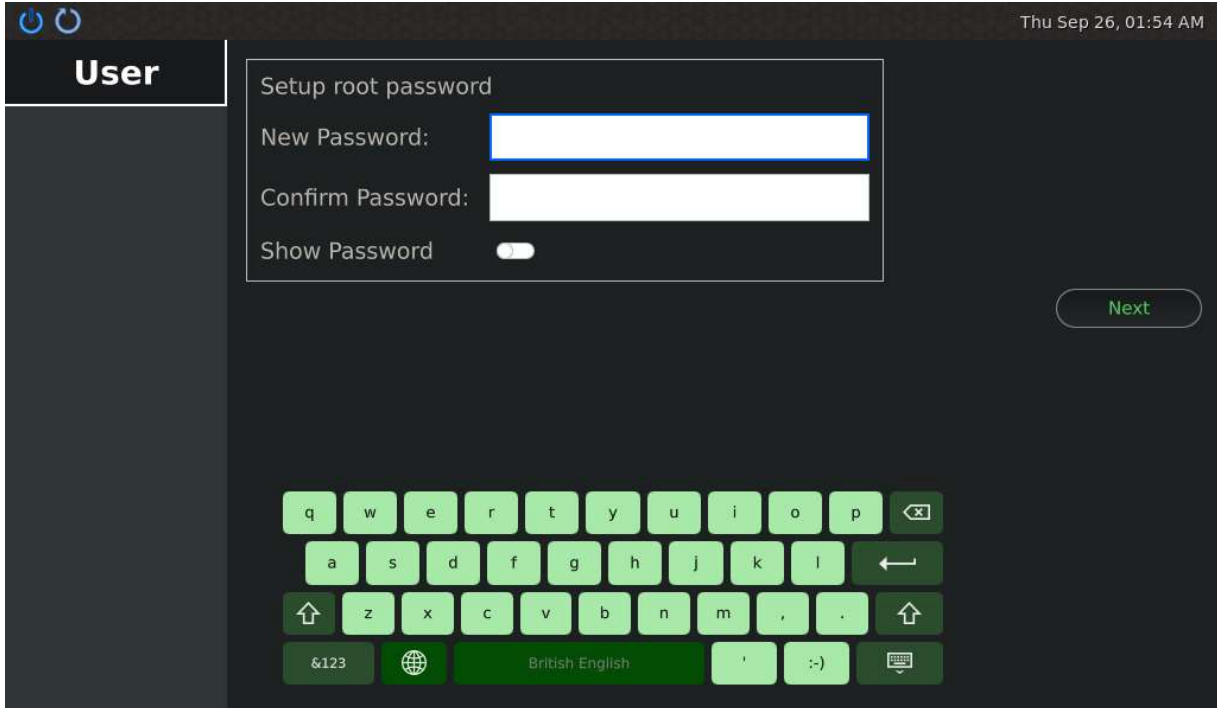 Thu Sep 26, 01:54 AM
User
Setup root password
New Password:
Confirm Password:
Show Password
Next
q w e r t y u i o p
a s d f g h j k l
z x c v b n m , .
&123 British English ' :-)